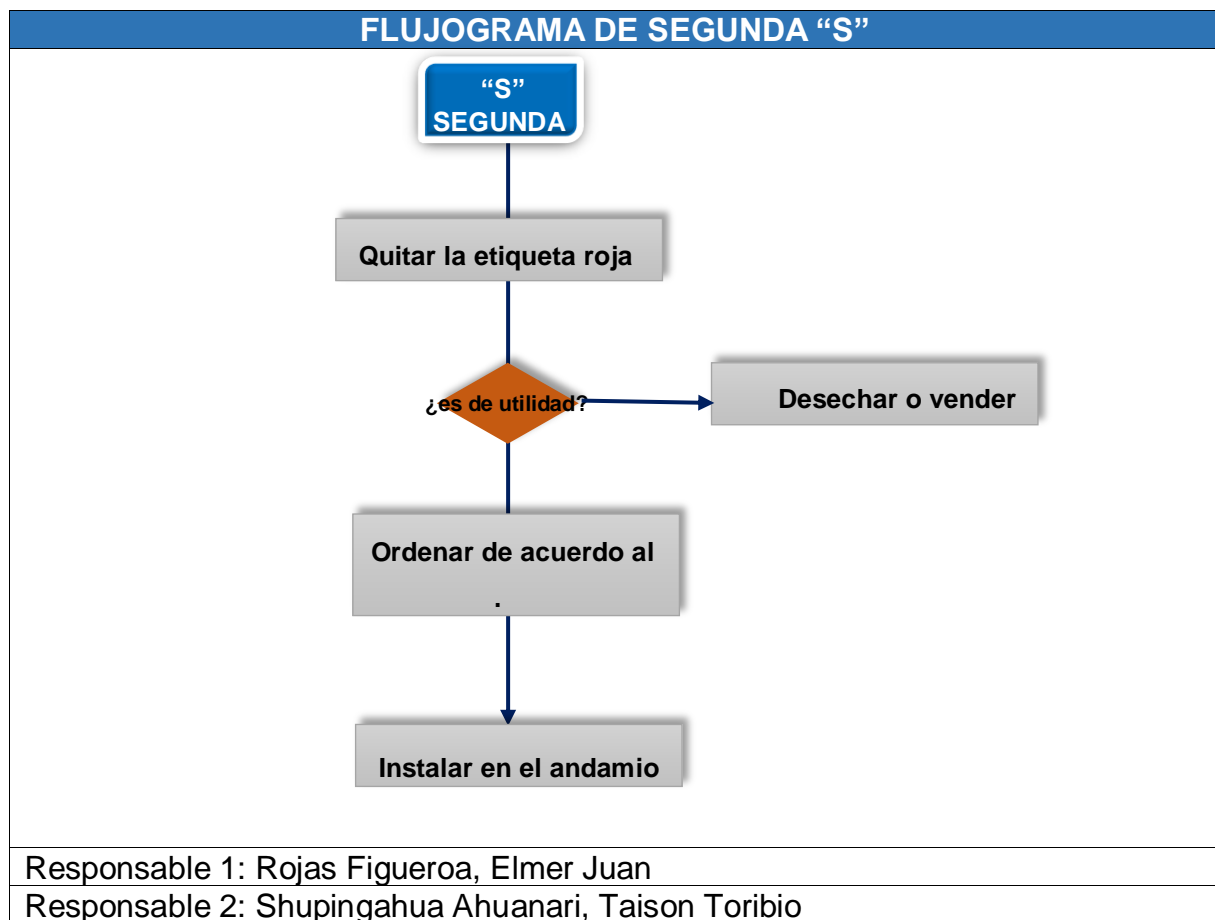 FLUJOGRAMA DE SEGUNDA “S”
“S”
SEGUNDA
Quitar la etiqueta roja
¿es de utilidad?
Desechar o vender
Ordenar de acuerdo al
.
Instalar en el andamio
Responsable 1: Rojas Figueroa, Elmer Juan
Responsable 2: Shupingahua Ahuanari, Taison Toribio